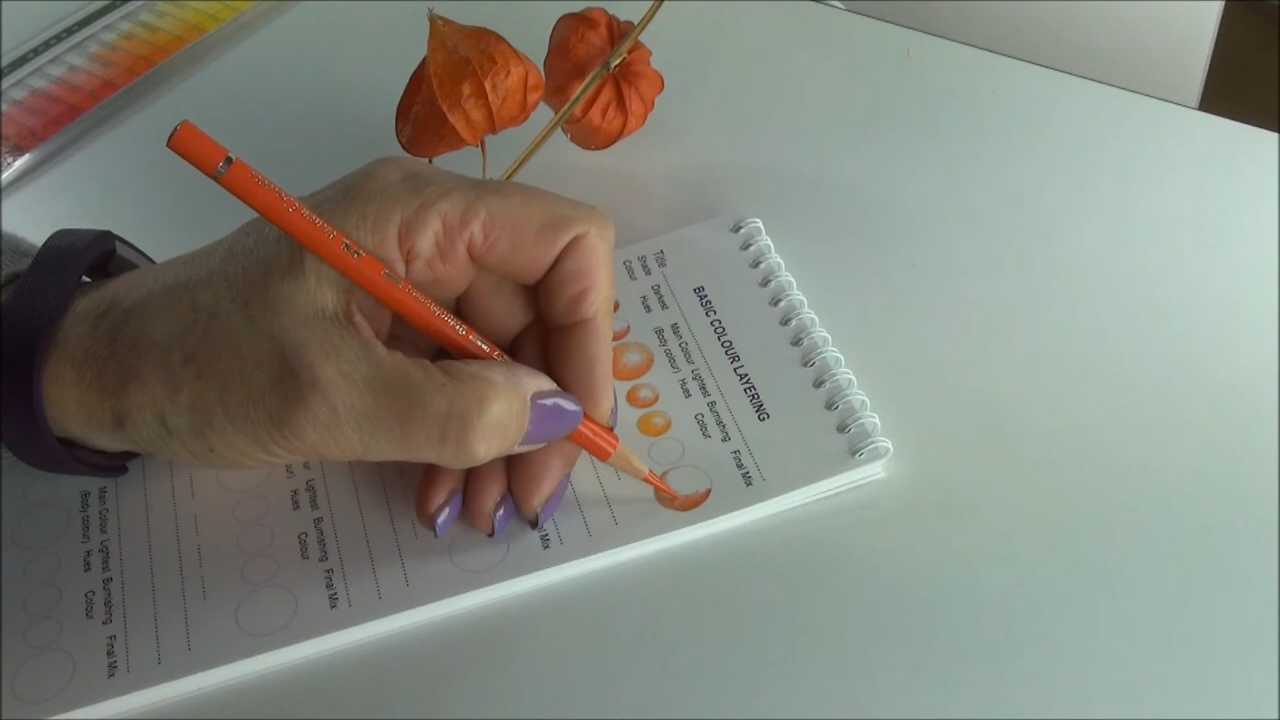 BASIC COLOUR LAYERING
Title
Shade Darkest Main Colour Lightest Burnishing Final Mix
Colour Hues (Body colour) Hues Colour
Mix
Lightest Burnishing Final Mix
Hues Colour
Main Colour Lightest Burnishing Final Mix
(Body colour) Hues Colour